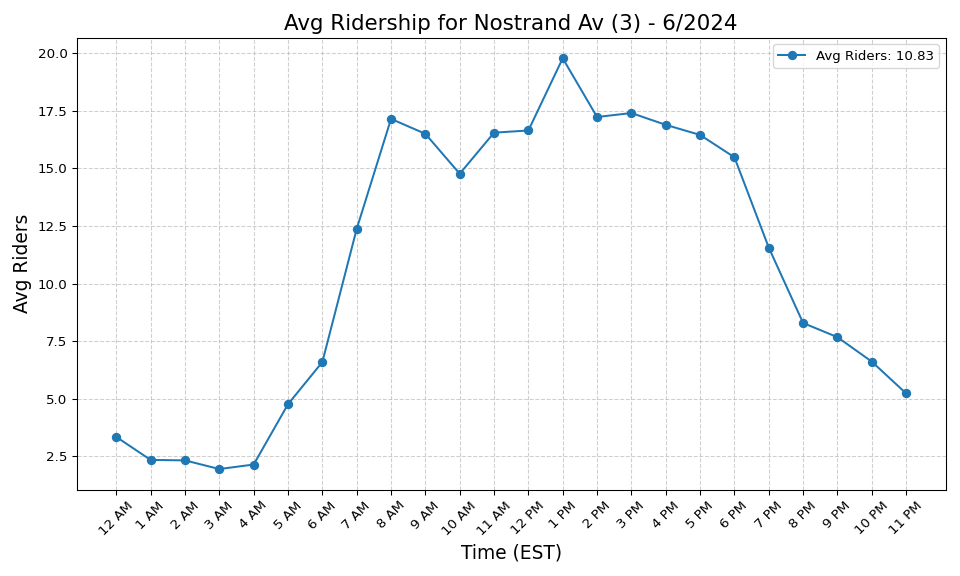 Avg Ridership for Nostrand Av (3) - 6/2024
Avg Riders: 10.83
Avg Riders
20.0
17.5
15.0
12.5
10.0
7.5
5.0
2.5
12 AM 1 AM 2 AM 3 AM 4 AM 5 AM 6 AM 7 AM 8 AM 9 AM 10 AM 11 AM 12 PM 1 PM 2 PM 3 PM 4 PM 5 PM 6 PM 7 PM 8 PM 9 PM 10 PM 11 PM
Time (EST)